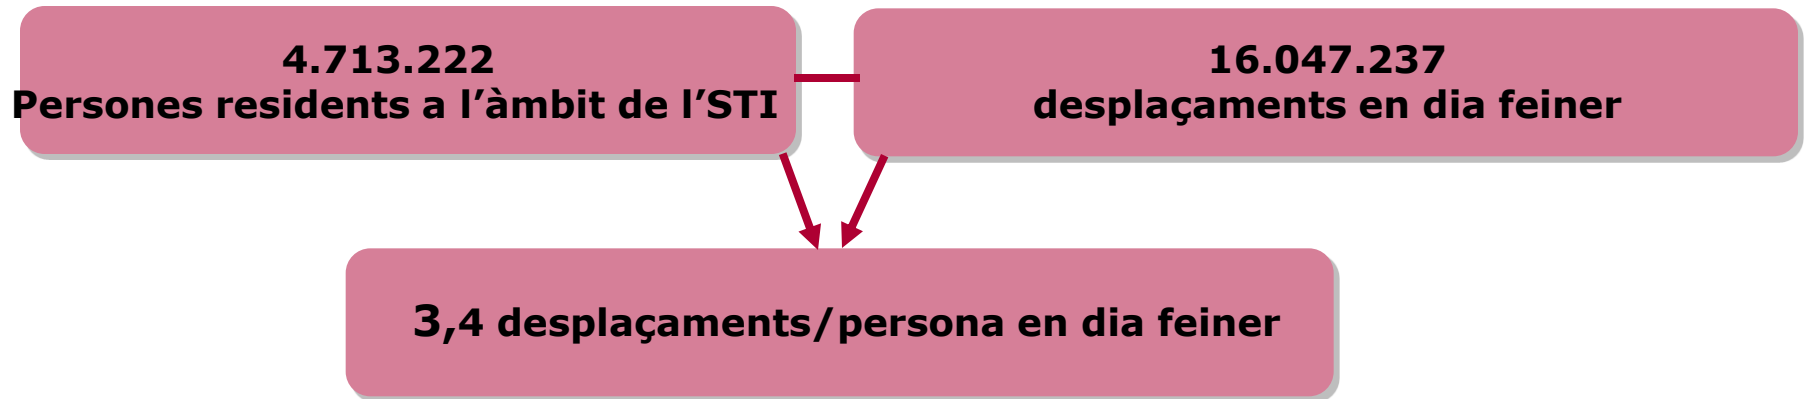 4.713.222
Persones residents a l’àmbit de l’STI
16.047.237
desplaçaments en dia feiner
3,4 desplaçaments/persona en dia feiner